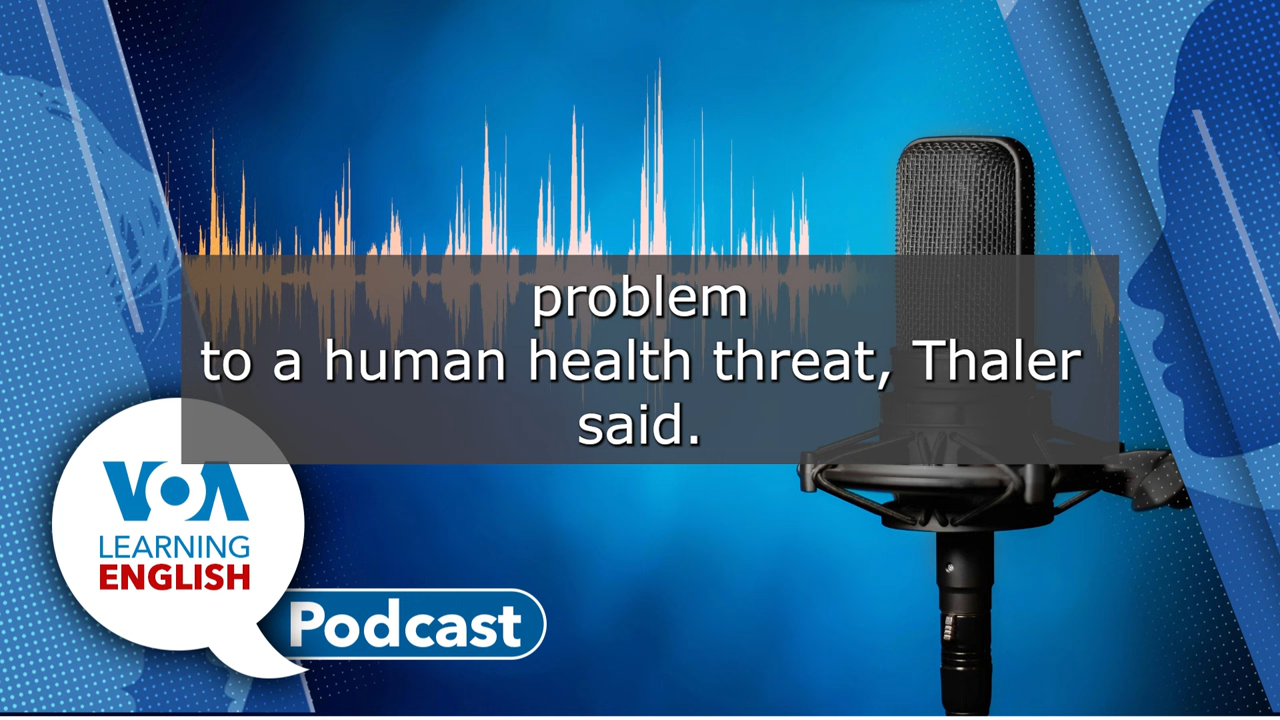 problem
to a human health threat, Thaler
said.
VOA
LEARNING
ENGLISH
Podcast